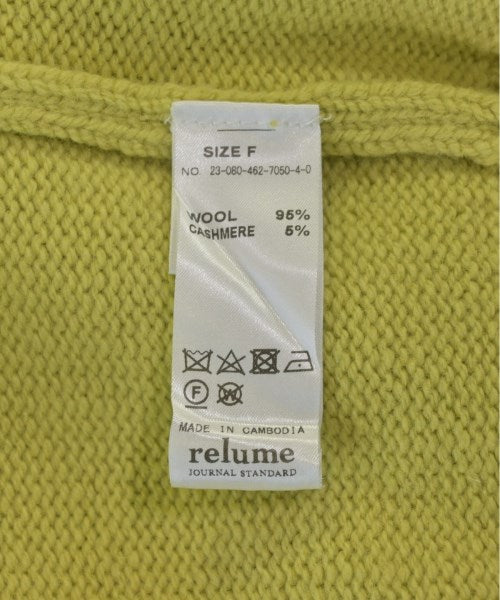 SIZE F
NO. 23-080-462-7050-4-0
WOOL 95%
CASHMERE 5%
F W
MADE IN CAMBODIA
relume
JOURNAL STANDARD